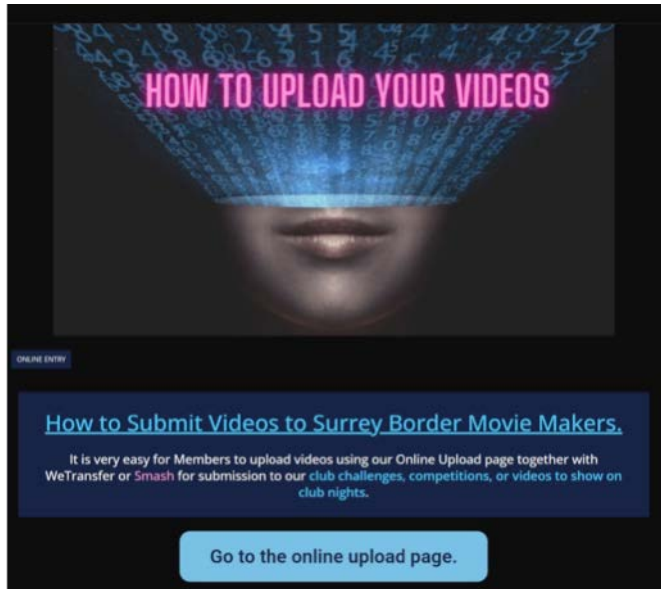 HOW TO UPLOAD YOUR VIDEOS
ONLINE ENTRY
How to Submit Videos to Surrey Border Movie Makers.
It is very easy for Members to upload videos using our Online Upload page together with
WeTransfer or Smash for submission to our club challenges, competitions, or videos to show on
club nights.
Go to the online upload page.